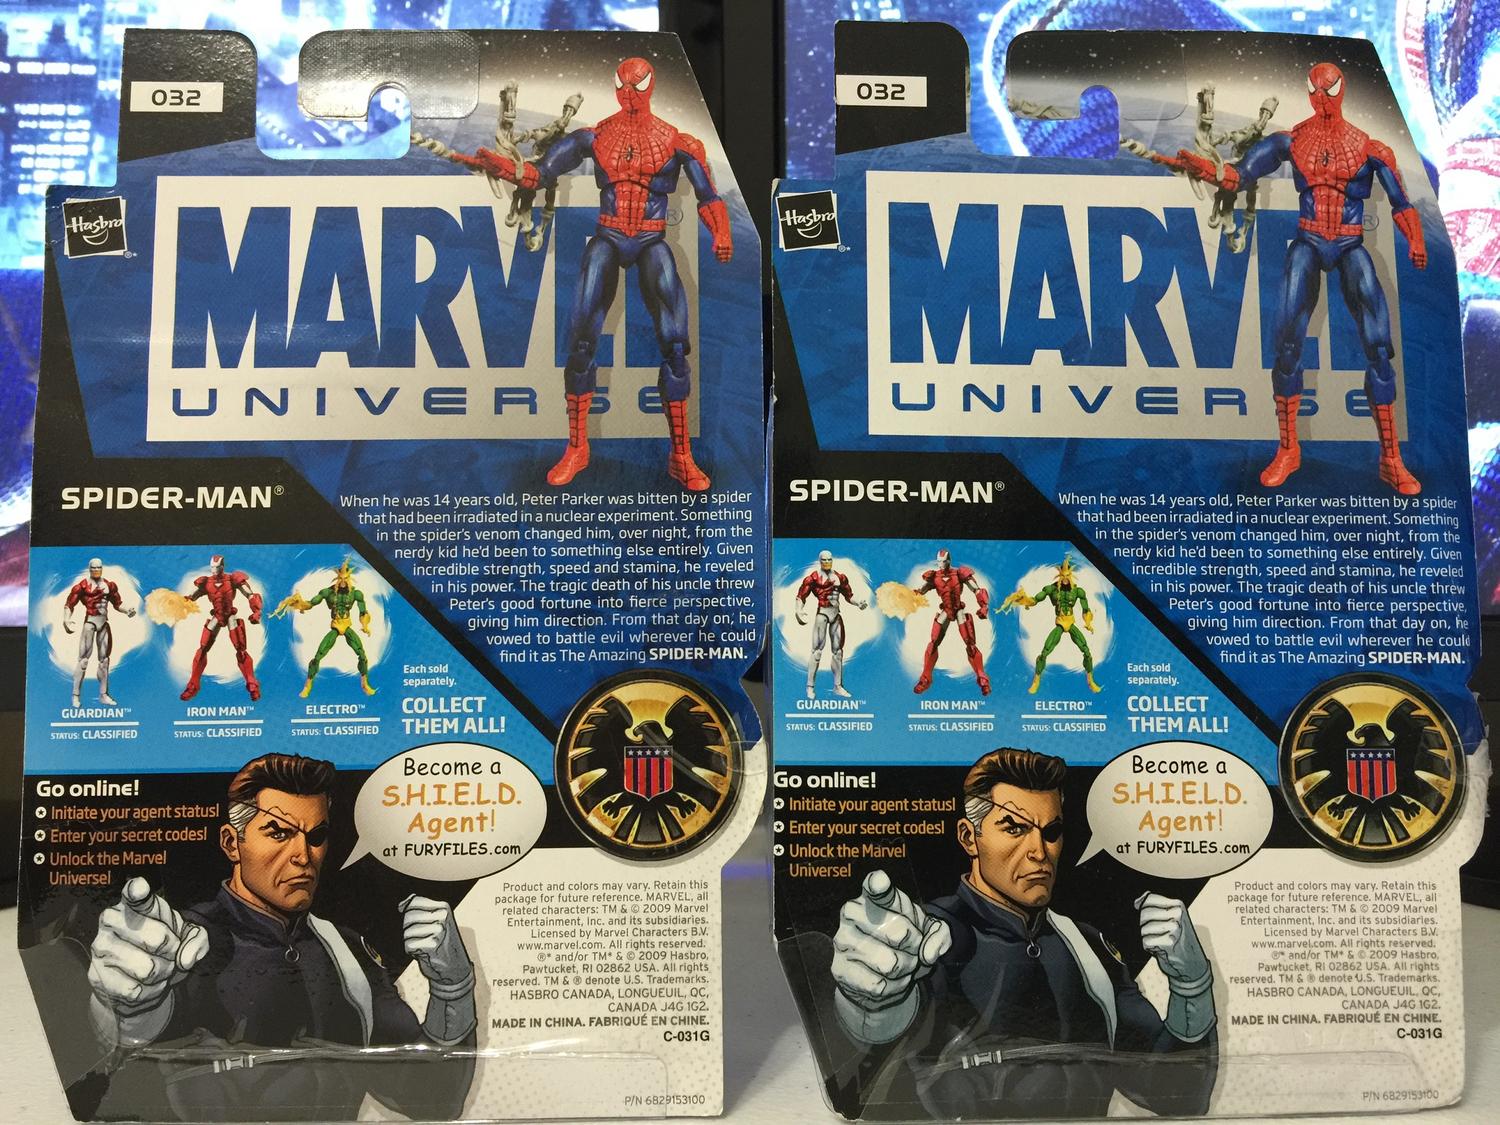 032
Hasbro
®*
MARVEL
UNIVERSE
SPIDER-MAN®
When he was 14 years old, Peter Parker was bitten by a spider
that had been irradiated in a nuclear experiment. Something
in the spider's venom changed him, over night, from the
nerdy kid he'd been to something else entirely. Given
incredible strength, speed and stamina, he reveled
in his power. The tragic death of his uncle threw
Peter's good fortune into fierce perspective,
giving him direction. From that day on, he
vowed to battle evil wherever he could
find it as The Amazing SPIDER-MAN.
GUARDIAN™
STATUS: CLASSIFIED
IRON MAN™
STATUS: CLASSIFIED
ELECTRO™
STATUS: CLASSIFIED
Each sold
separately.
COLLECT
THEM ALL!
Go online!
Initiate your agent status!
Enter your secret codes!
Unlock the Marvel
Universe!
Become a
S.H.I.E.L.D.
Agent!
at FURYFILES.com
Product and colors may vary. Retain this
package for future reference. MARVEL, all
related characters: TM & © 2009 Marvel
Entertainment, Inc. and its subsidiaries.
Licensed by Marvel Characters B.V.
www.marvel.com. All rights reserved.
®* and/or TM* & © 2009 Hasbro,
Pawtucket, RI 02862 USA. All rights
reserved. TM & ® denote U.S. Trademarks.
HASBRO CANADA, LONGUEUIL, QC,
CANADA J4G 1G2.
MADE IN CHINA. FABRIQUÉ EN CHINE.
C-031G
P/N 6829153100
032
Hasbro
®*
MARVEL
UNIVERSE
SPIDER-MAN®
When he was 14 years old, Peter Parker was bitten by a spider
that had been irradiated in a nuclear experiment. Something
in the spider's venom changed him, over night, from the
nerdy kid he'd been to something else entirely. Given
incredible strength, speed and stamina, he reveled
in his power. The tragic death of his uncle threw
Peter's good fortune into fierce perspective,
giving him direction. From that day on, he
vowed to battle evil wherever he could
find it as The Amazing SPIDER-MAN.
GUARDIAN™
STATUS: CLASSIFIED
IRON MAN™
STATUS: CLASSIFIED
ELECTRO™
STATUS: CLASSIFIED
Each sold
separately.
COLLECT
THEM ALL!
Go online!
Initiate your agent status!
Enter your secret codes!
Unlock the Marvel
Universe!
Become a
S.H.I.E.L.D.
Agent!
at FURYFILES.com
Product and colors may vary. Retain this
package for future reference. MARVEL, all
related characters: TM & © 2009 Marvel
Entertainment, Inc. and its subsidiaries.
Licensed by Marvel Characters B.V.
www.marvel.com. All rights reserved.
®* and/or TM* & © 2009 Hasbro,
Pawtucket, RI 02862 USA. All rights
reserved. TM & ® denote U.S. Trademarks.
HASBRO CANADA, LONGUEUIL, QC,
CANADA J4G 1G2.
MADE IN CHINA. FABRIQUÉ EN CHINE.
C-031G
P/N 6829153100